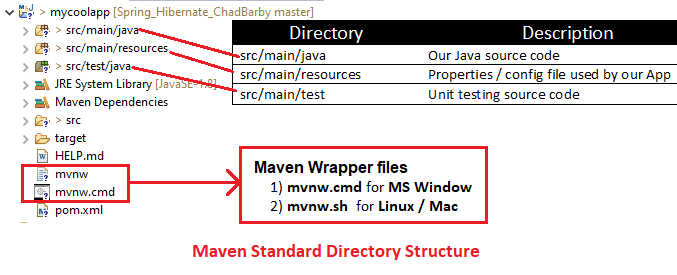 mycoolapp [Spring_Hibernate_ChadBarby master]
> src/main/java
> src/main/resources
> src/test/java
JRE System Library [JavaSE-1.8]
Maven Dependencies
> src
target
HELP.md
mvnw
mvnw.cmd
pom.xml
Directory Description
src/main/java Our Java source code
src/main/resources Properties / config file used by our App
src/main/test Unit testing source code
Maven Wrapper files
1) mvnw.cmd for MS Window
2) mvnw.sh for Linux / Mac
Maven Standard Directory Structure